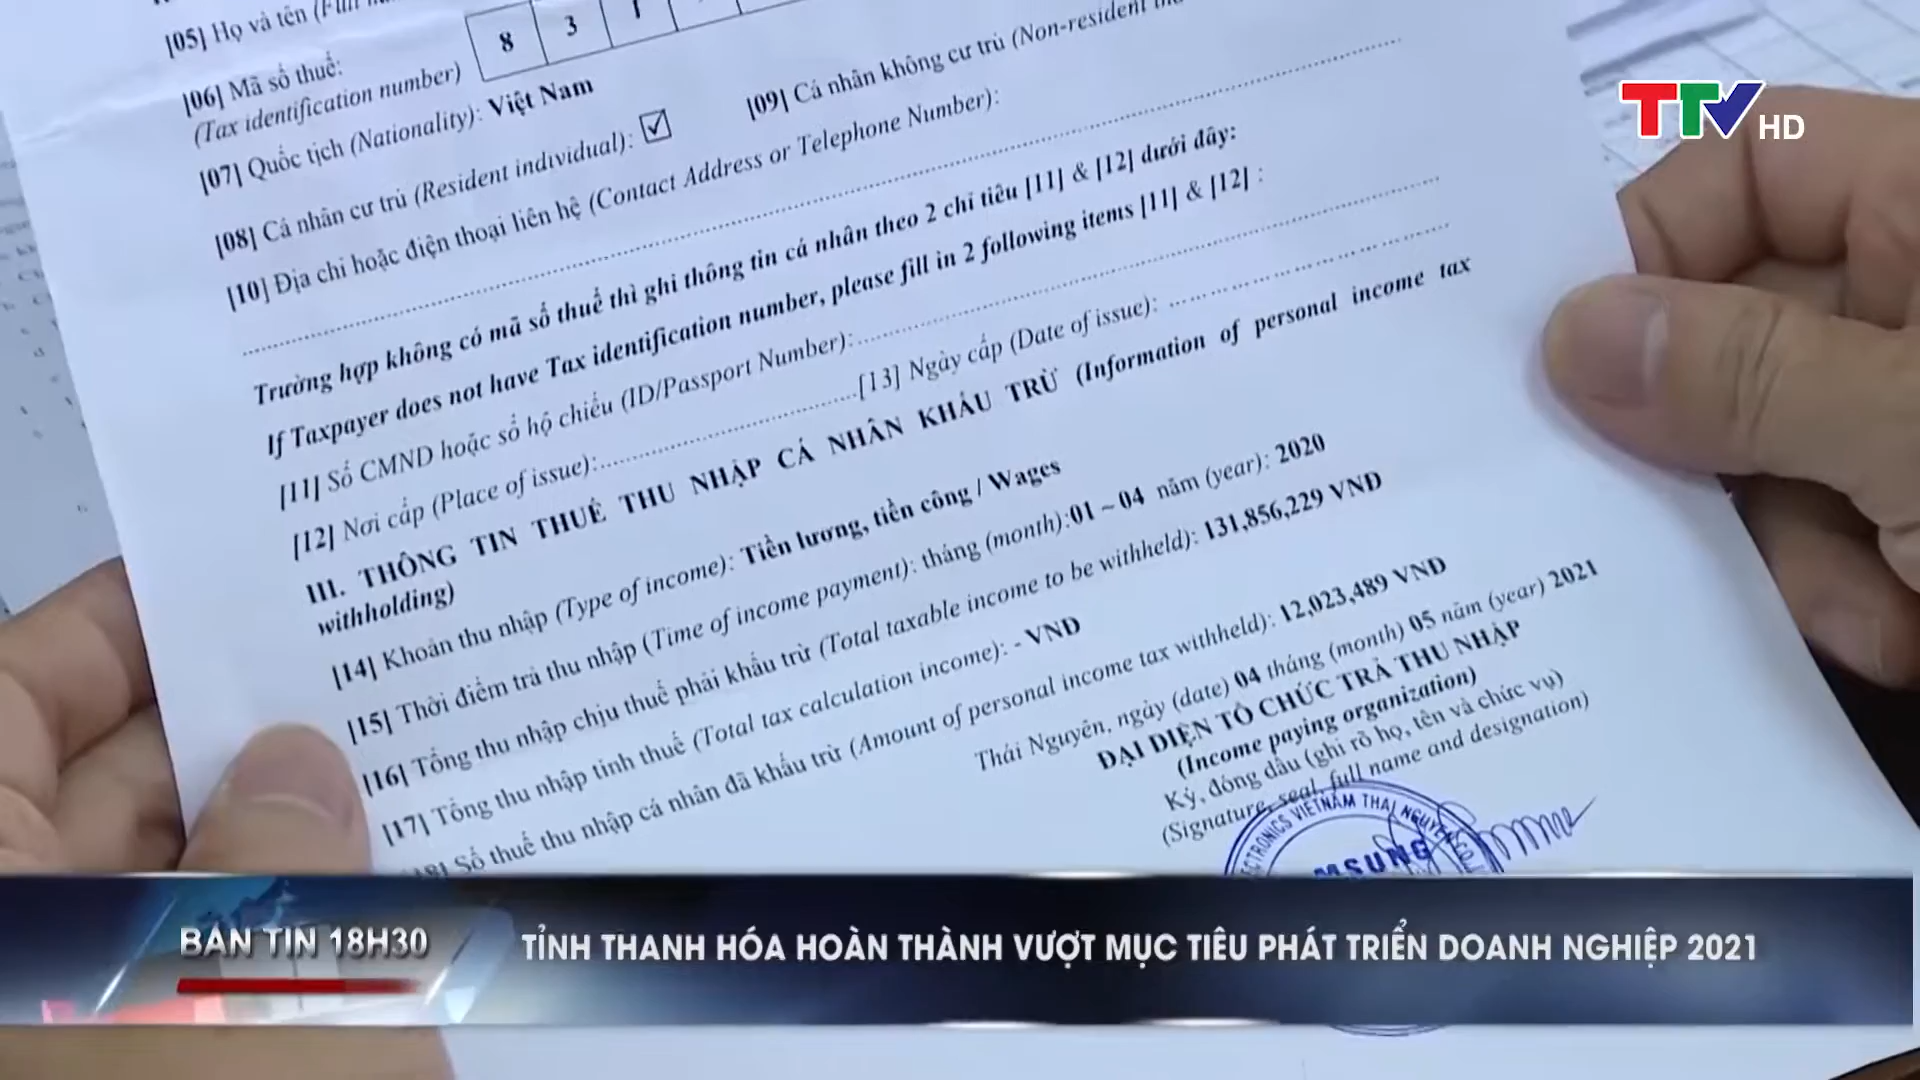 [05] Họ và tên
[06] Mã số thuế:
(Tax identification number)
8 3 1
[07] Quốc tịch (Nationality): Việt Nam
[08] Cá nhân cư trú (Resident individual): ☑ [09] Cá nhân không cư trú (Non-resident
[10] Địa chỉ hoặc điện thoại liên hệ (Contact Address or Telephone Number):
Trường hợp không có mã số thuế thì ghi thông tin cá nhân theo 2 chỉ tiêu [11] & [12] dưới đây:
If Taxpayer does not have Tax identification number, please fill in 2 following items [11] & [12] :
[11] Số CMND hoặc số hộ chiếu (ID/Passport Number):
[12] Nơi cấp (Place of issue): [13] Ngày cấp (Date of issue):
III. THÔNG TIN THUẾ THU NHẬP CÁ NHÂN KHẤU TRỪ (Information of personal income tax
withholding)
[14] Khoản thu nhập (Type of income): Tiền lương, tiền công / Wages
[15] Thời điểm trả thu nhập (Time of income payment): tháng (month):01 ~ 04 năm (year): 2020
[16] Tổng thu nhập chịu thuế phải khấu trừ (Total taxable income to be withheld): 131,856,229 VND
[17] Tổng thu nhập tính thuế (Total tax calculation income): - VND
Số thuế thu nhập cá nhân đã khấu trừ (Amount of personal income tax withheld): 12,023,489 VND
Thái Nguyên, ngày (date) 04 tháng (month) 05 năm (year) 2021
ĐẠI DIỆN TỔ CHỨC TRẢ THU NHẬP
(Income paying organization)
Ký, đóng dấu (ghi rõ họ, tên và chức vụ)
(Signature, seal, full name and designation)
VIETNAM THAI NGUYEN
TTV HD
BẢN TIN 18H30
TỈNH THANH HÓA HOÀN THÀNH VƯỢT MỤC TIÊU PHÁT TRIỂN DOANH NGHIỆP 2021